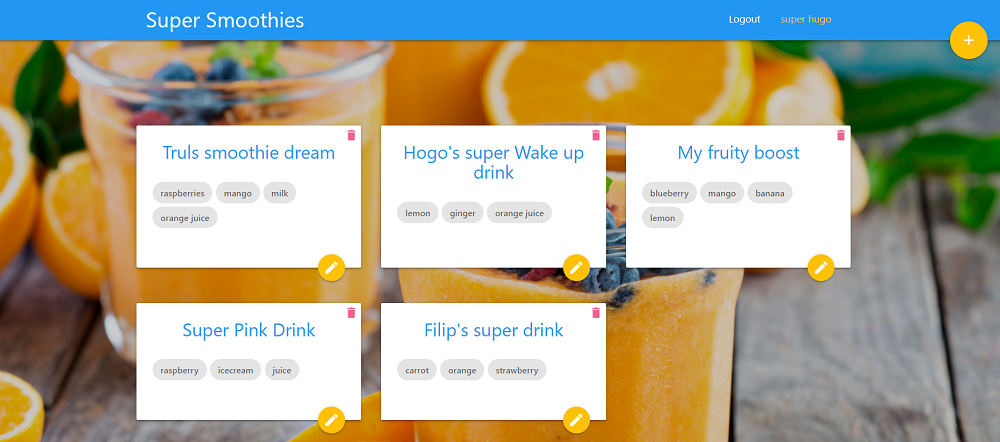 Super Smoothies
Logout super hugo
+
Truls smoothie dream
raspberries mango milk
orange juice
Hogo's super Wake up
drink
lemon ginger orange juice
My fruity boost
blueberry mango banana
lemon
Super Pink Drink
raspberry icecream juice
Filip's super drink
carrot orange strawberry